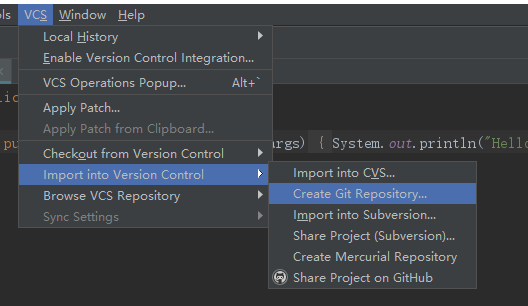 ls VCS Window Help
Local History
Enable Version Control Integration...
VCS Operations Popup... Alt+`
lic
Apply Patch...
Apply Patch from Clipboard...
pu args) { System.out.println("Hello
Checkout from Version Control
Import into Version Control
Import into CVS...
Browse VCS Repository
Create Git Repository...
Sync Settings
Import into Subversion...
Share Project (Subversion)...
Create Mercurial Repository
Share Project on GitHub